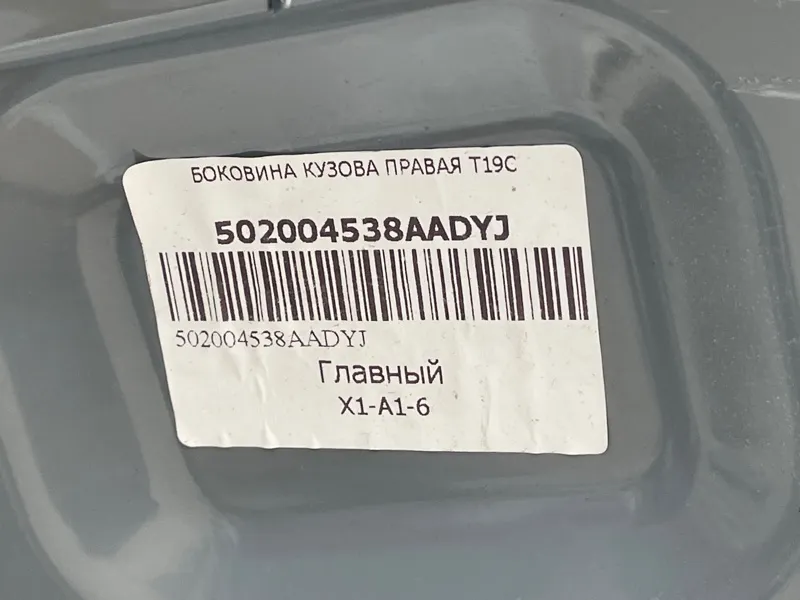 БОКОВИНА КУЗОВА ПРАВАЯ T19C
502004538AADYJ
502004538AADYJ
Главный
X1-A1-6